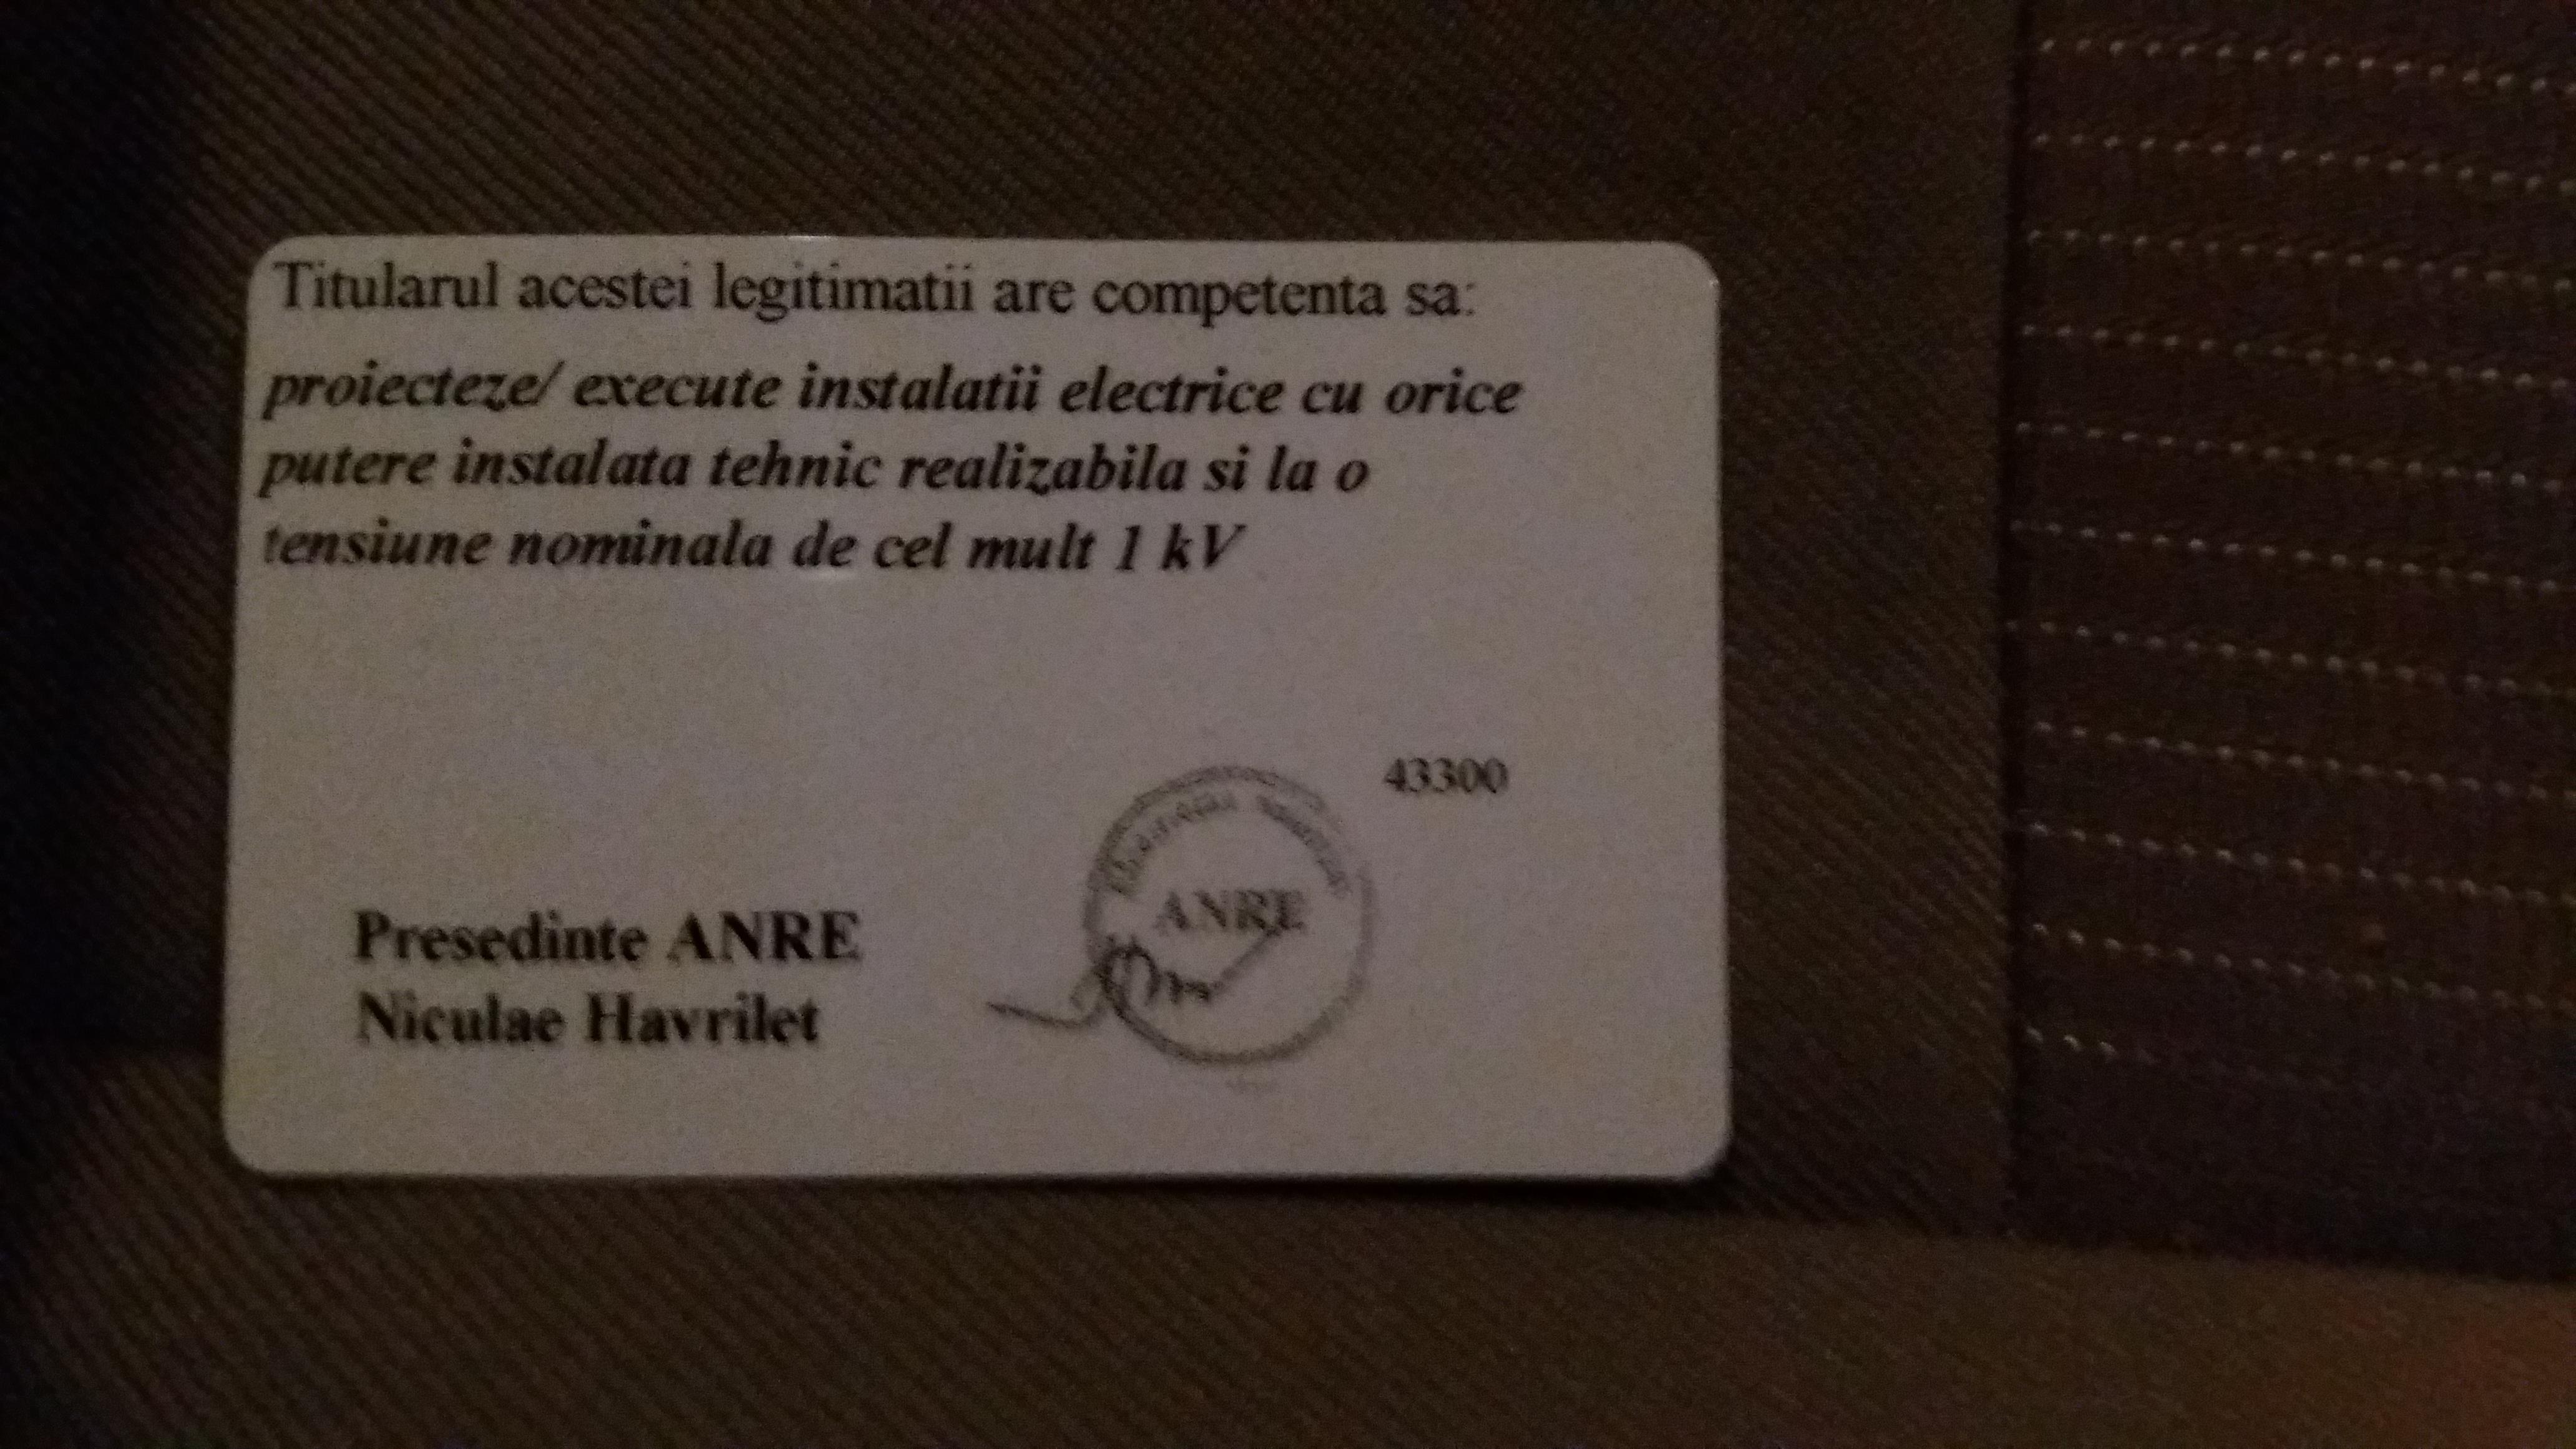 Titularul acestei legitimatii are competenta sa:
proiecteze/ execute instalatii electrice cu orice
putere instalata tehnic realizabila si la o
tensiune nominala de cel mult 1 kV
43300
ANRE
Presedinte ANRE
Niculae Havrilet